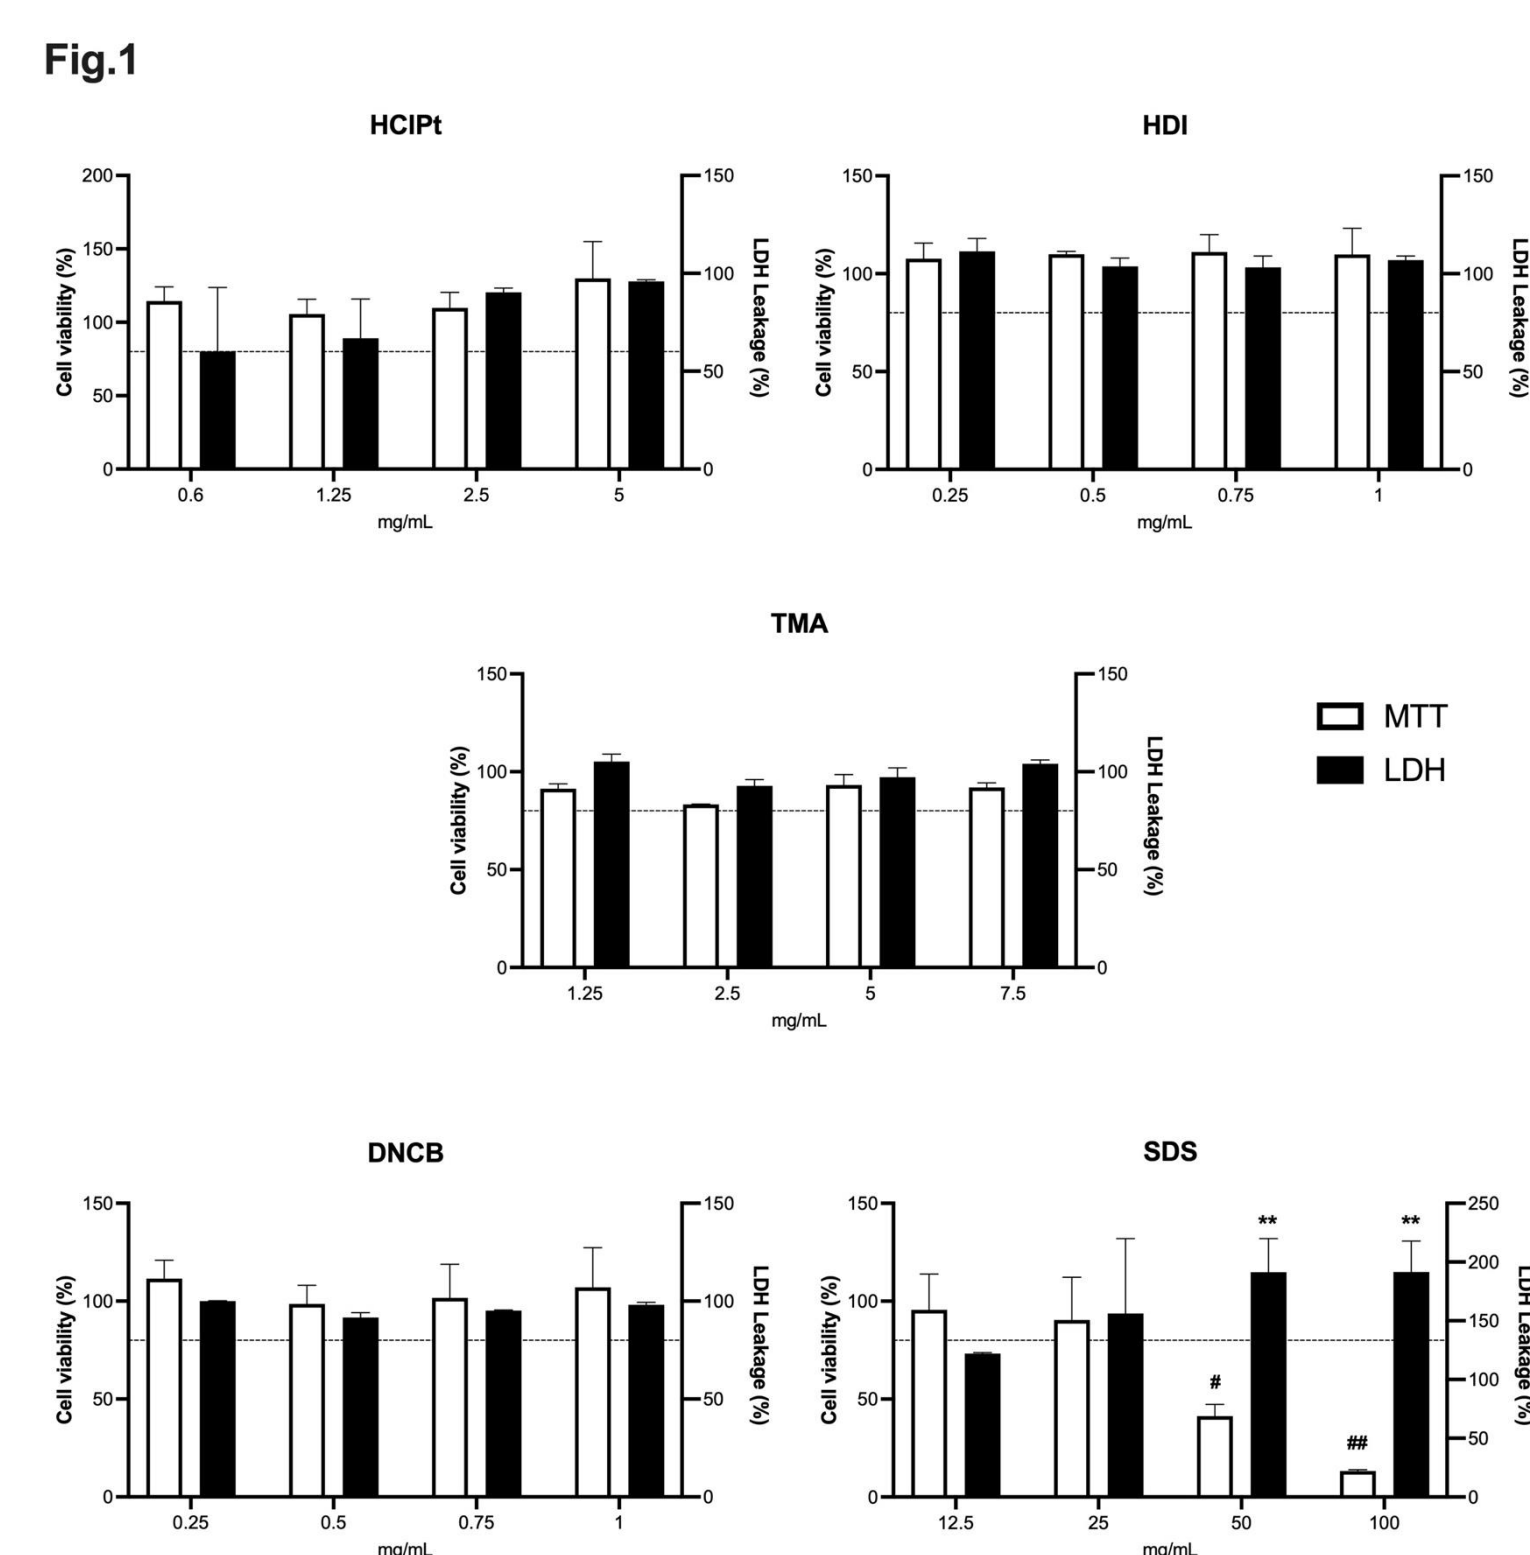 Fig.1
HClPt
200
150
100
50
0
Cell viability (%)
150
100
50
0
LDH Leakage (%)
0.6 1.25 2.5 5
mg/mL
HDI
150
100
50
0
Cell viability (%)
150
100
50
0
LDH Leakage (%)
0.25 0.5 0.75 1
mg/mL
TMA
150
100
50
0
Cell viability (%)
150
100
50
0
LDH Leakage (%)
1.25 2.5 5 7.5
mg/mL
MTT
LDH
DNCB
150
100
50
0
Cell viability (%)
150
100
50
0
LDH Leakage (%)
0.25 0.5 0.75 1
mg/mL
SDS
150
100
50
0
Cell viability (%)
# ** ## **
250
200
150
100
50
0
LDH Leakage (%)
12.5 25 50 100
mg/mL